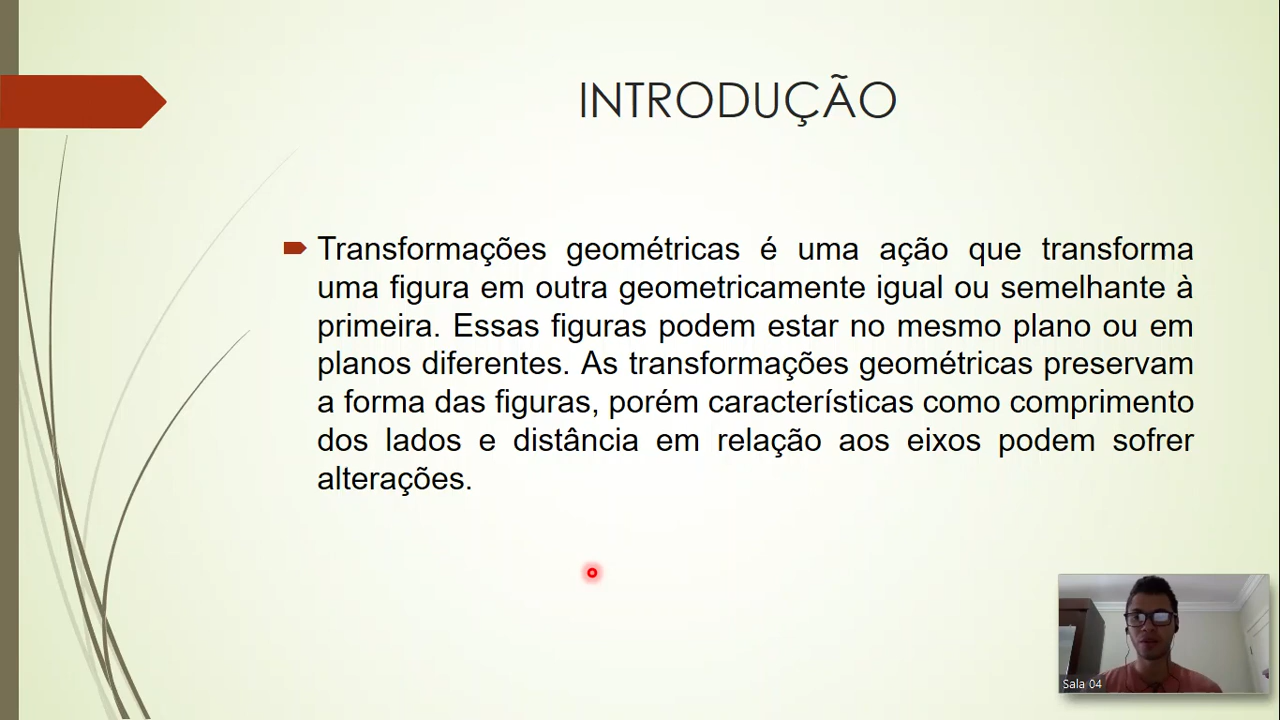 INTRODUÇÃO
Transformações geométricas é uma ação que transforma
uma figura em outra geometricamente igual ou semelhante à
primeira. Essas figuras podem estar no mesmo plano ou em
planos diferentes. As transformações geométricas preservam
a forma das figuras, porém características como comprimento
dos lados e distância em relação aos eixos podem sofrer
alterações.
Sala 04